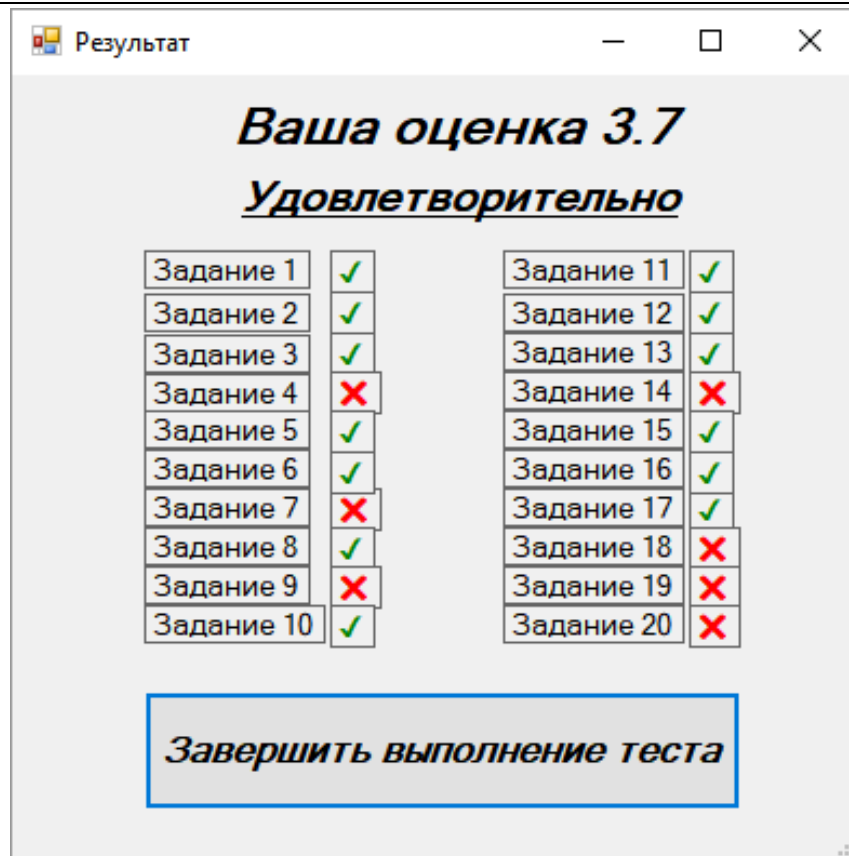 Результат
Ваша оценка 3.7
Удовлетворительно
Задание 1 ✓
Задание 2 ✓
Задание 3 ✓
Задание 4 ✗
Задание 5 ✓
Задание 6 ✓
Задание 7 ✗
Задание 8 ✓
Задание 9 ✗
Задание 10 ✓
Задание 11 ✓
Задание 12 ✓
Задание 13 ✓
Задание 14 ✗
Задание 15 ✓
Задание 16 ✓
Задание 17 ✓
Задание 18 ✗
Задание 19 ✗
Задание 20 ✗
Завершить выполнение теста